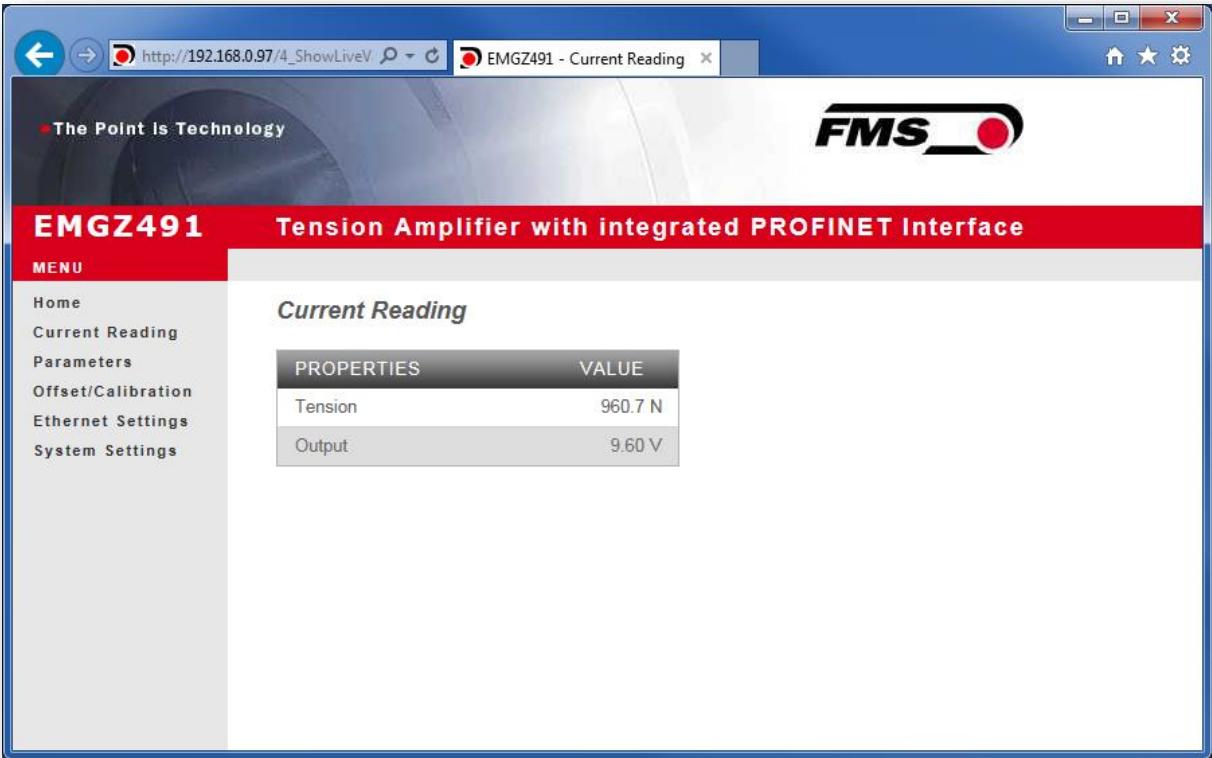 http://192.168.0.97/4_ShowLiveV
EMGZ491 - Current Reading
The Point Is Technology
FMS
EMGZ491
Tension Amplifier with integrated PROFINET Interface
MENU
Home
Current Reading
Parameters
Offset/Calibration
Ethernet Settings
System Settings
Current Reading
PROPERTIES VALUE
Tension 960.7 N
Output 9.60 V